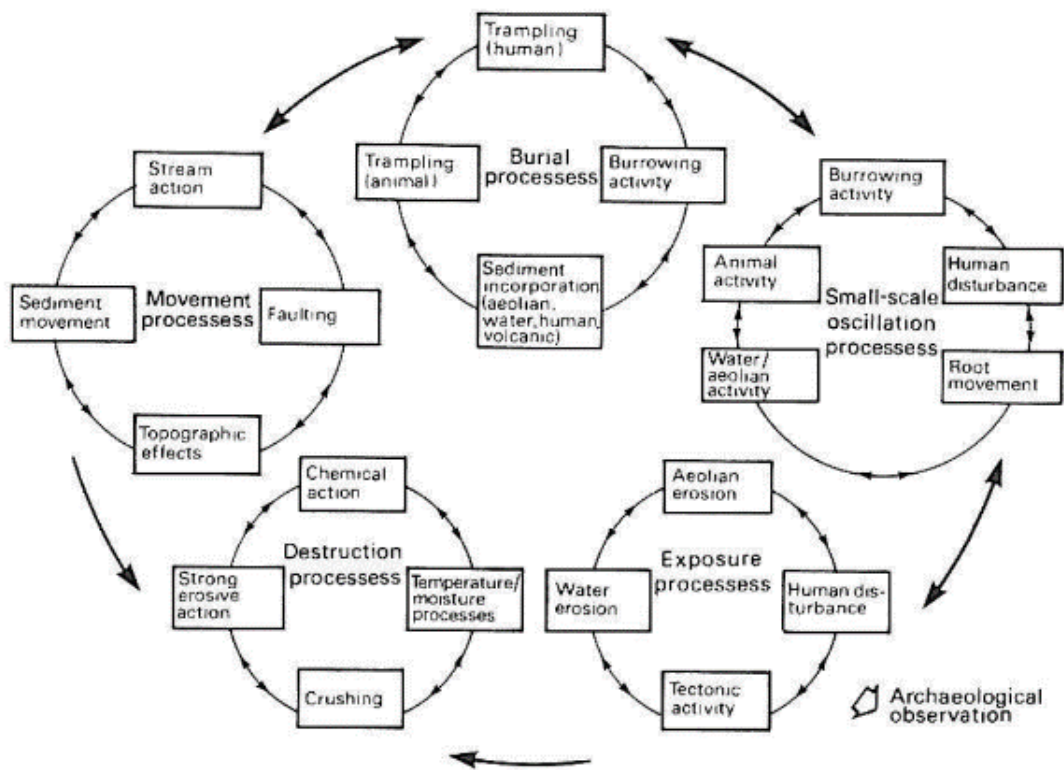 Trampling
(human)
Trampling
(animal)
Burial
processess
Burrowing
activity
Sediment
incorporation
(aeolian,
water, human,
volcanic)
Stream
action
Sediment
movement
Movement
processess
Faulting
Topographic
effects
Burrowing
activity
Animal
activity
Human
disturbance
Small-scale
oscillation
processess
Water/
aeolian
activity
Root
movement
Chemical
action
Destruction
processess
Strong
erosive
action
Temperature/
moisture
processes
Crushing
Aeolian
erosion
Exposure
processess
Water
erosion
Human dis-
turbance
Tectonic
activity
Archaeological
observation